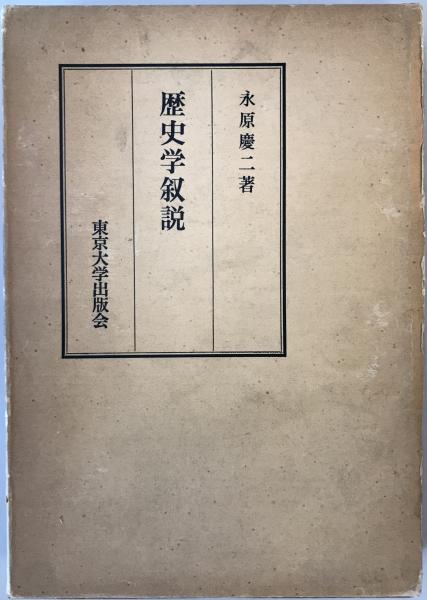 永原慶二著
歴史学叙説
東京大学出版会